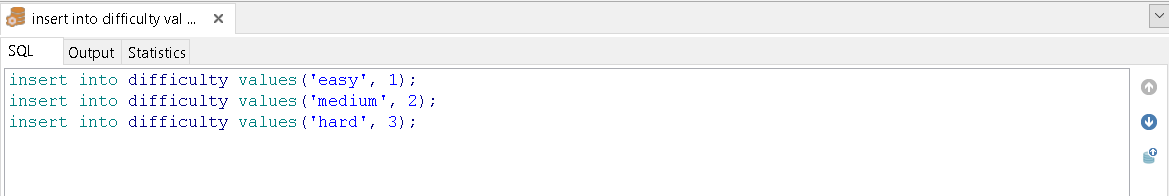 insert into difficulty val ...
SQL
Output
Statistics
insert into difficulty values('easy', 1);
insert into difficulty values('medium', 2);
insert into difficulty values('hard', 3);